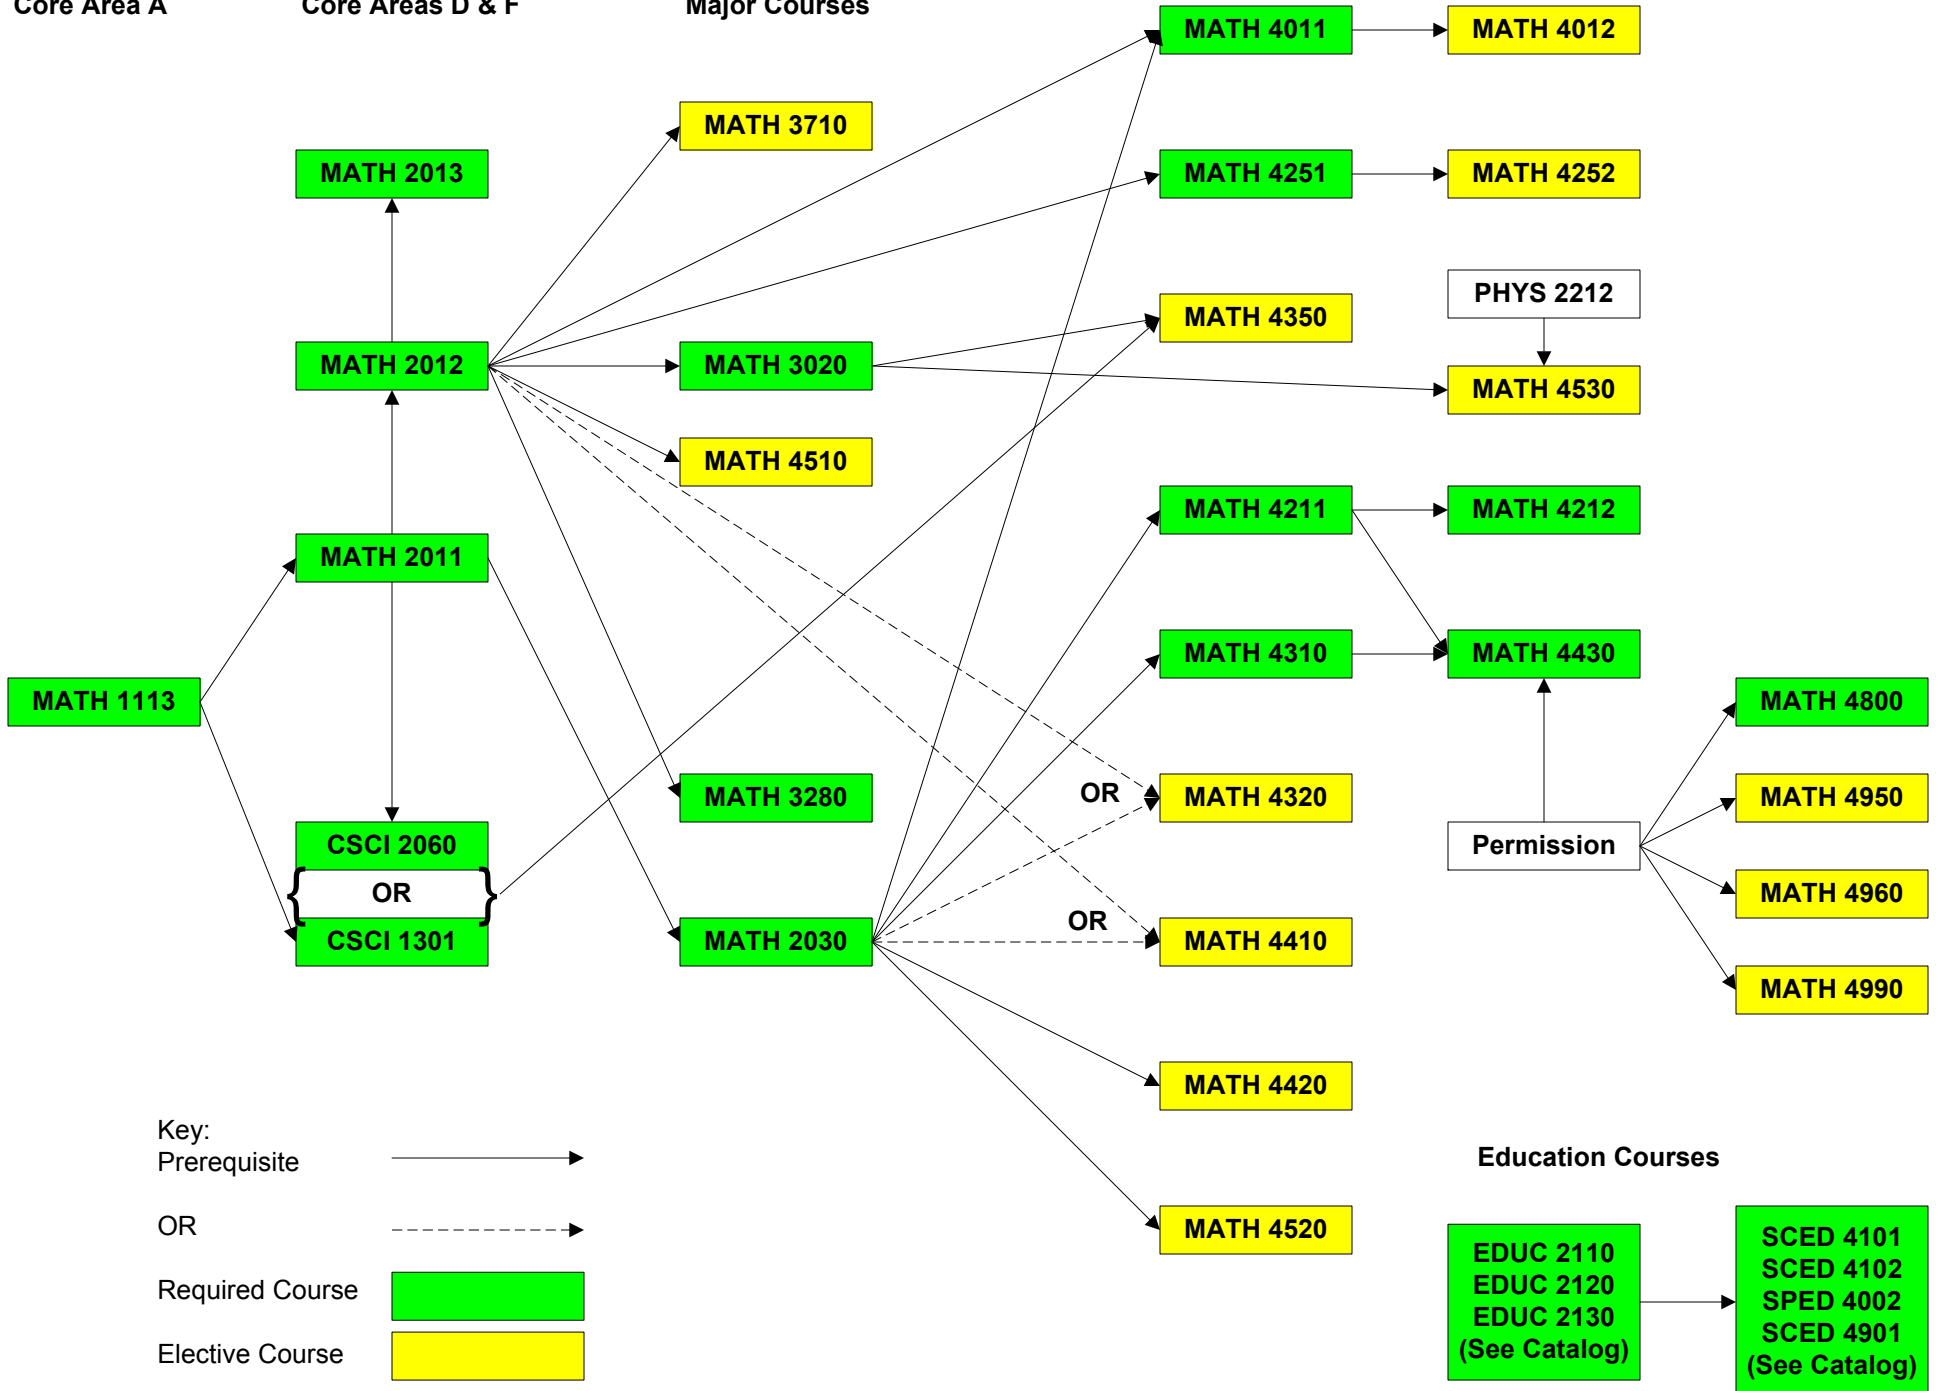 Core Area A
Core Areas D & F
Major Courses
MATH 4011
MATH 4012
MATH 3710
MATH 2013
MATH 4251
MATH 4252
PHYS 2212
MATH 4350
MATH 2012
MATH 3020
MATH 4530
MATH 4510
MATH 4211
MATH 4212
MATH 2011
MATH 4310
MATH 4430
MATH 1113
MATH 4800
MATH 3280
OR
MATH 4320
MATH 4950
CSCI 2060
Permission
{ OR }
MATH 4960
CSCI 1301
MATH 2030
OR
MATH 4410
MATH 4990
MATH 4420
Key:
Prerequisite
OR
Required Course
Elective Course
MATH 4520
Education Courses
EDUC 2110
EDUC 2120
EDUC 2130
(See Catalog)
SCED 4101
SCED 4102
SPED 4002
SCED 4901
(See Catalog)